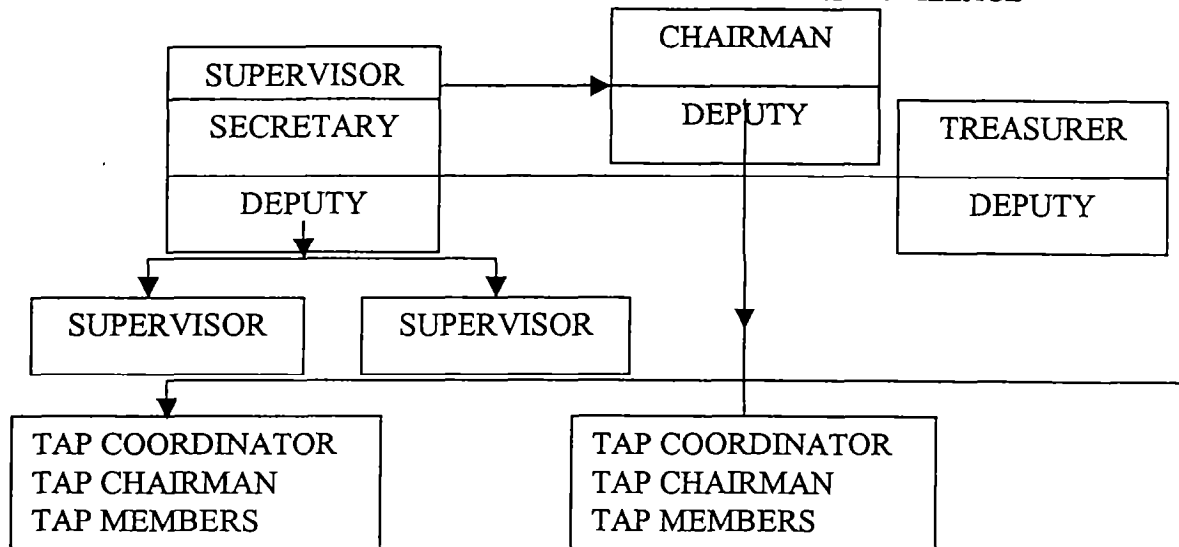 CHAIRMAN
SUPERVISOR
SECRETARY
DEPUTY
TREASURER
DEPUTY
DEPUTY
SUPERVISOR
SUPERVISOR
TAP COORDINATOR
TAP CHAIRMAN
TAP MEMBERS
TAP COORDINATOR
TAP CHAIRMAN
TAP MEMBERS